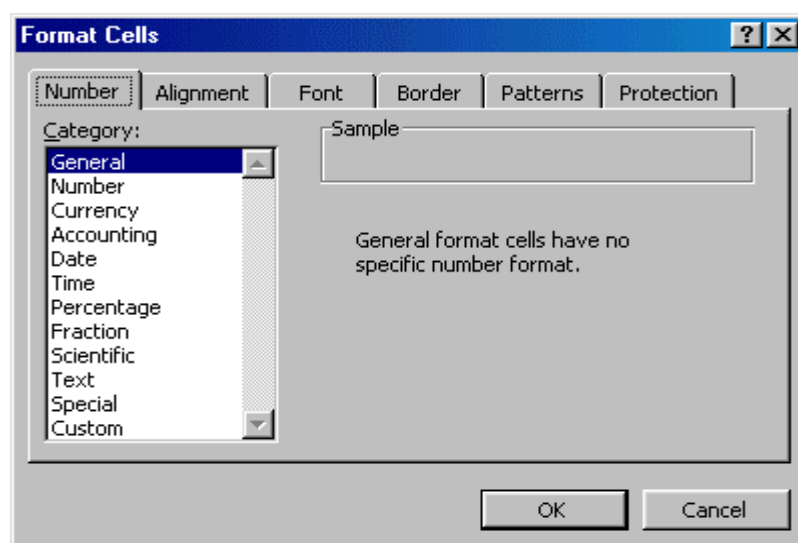 Format Cells
Number Alignment Font Border Patterns Protection
Category:
General
Number
Currency
Accounting
Date
Time
Percentage
Fraction
Scientific
Text
Special
Custom
Sample
General format cells have no
specific number format.
OK Cancel